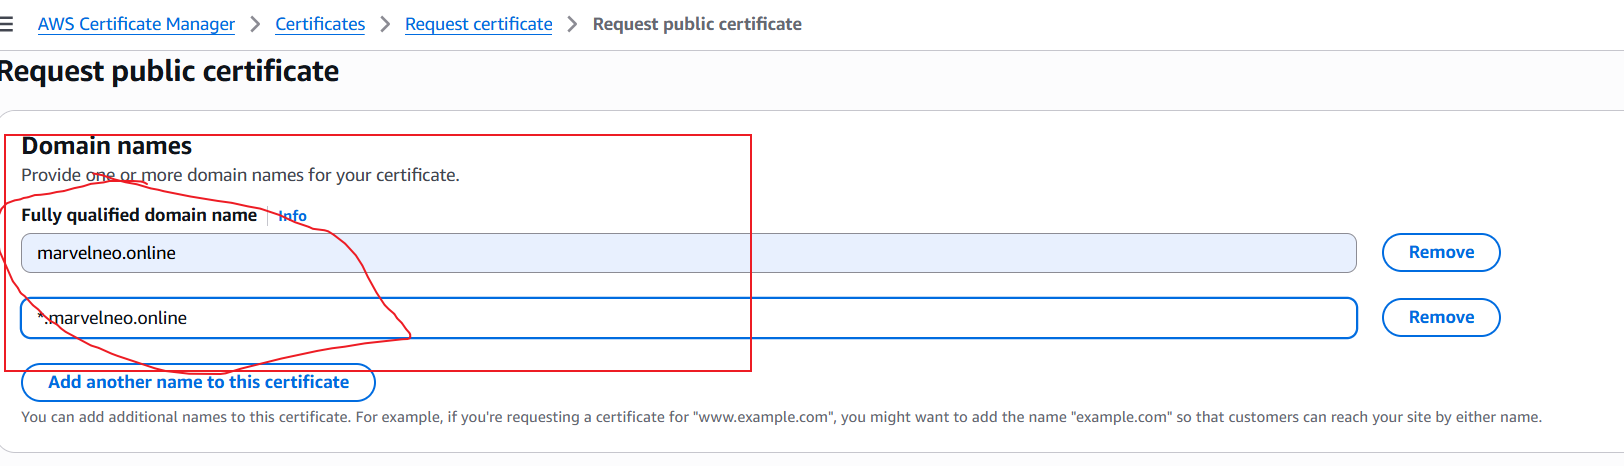 AWS Certificate Manager > Certificates > Request certificate > Request public certificate
Request public certificate
Domain names
Provide one or more domain names for your certificate.
Fully qualified domain name Info
marvelneo.online Remove
*.marvelneo.online Remove
Add another name to this certificate
You can add additional names to this certificate. For example, if you're requesting a certificate for "www.example.com", you might want to add the name "example.com" so that customers can reach your site by either name.